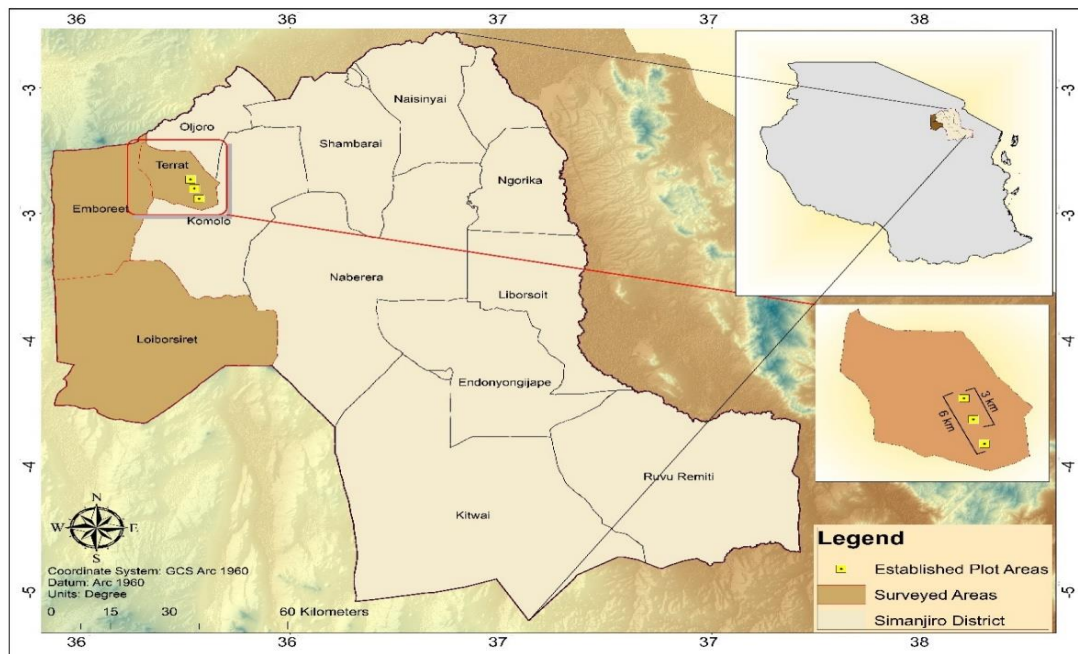 36 36 37 37 38
-3
-3
-4
-4
-5
-3
-3
-4
-4
-5
Naisinyai
Oljoro
Shambarai
Terrat
Ngorika
Emboreet
Komolo
Naberera
Liborsoit
Loiborsiret
Endonyongijape
Ruvu Remiti
Kitwai
3 km
6 km
N
W E
S
Coordinate System: GCS Arc 1960
Datum: Arc 1960
Units: Degree
0 15 30 60 Kilometers
Legend
Established Plot Areas
Surveyed Areas
Simanjiro District
36 36 37 37 38